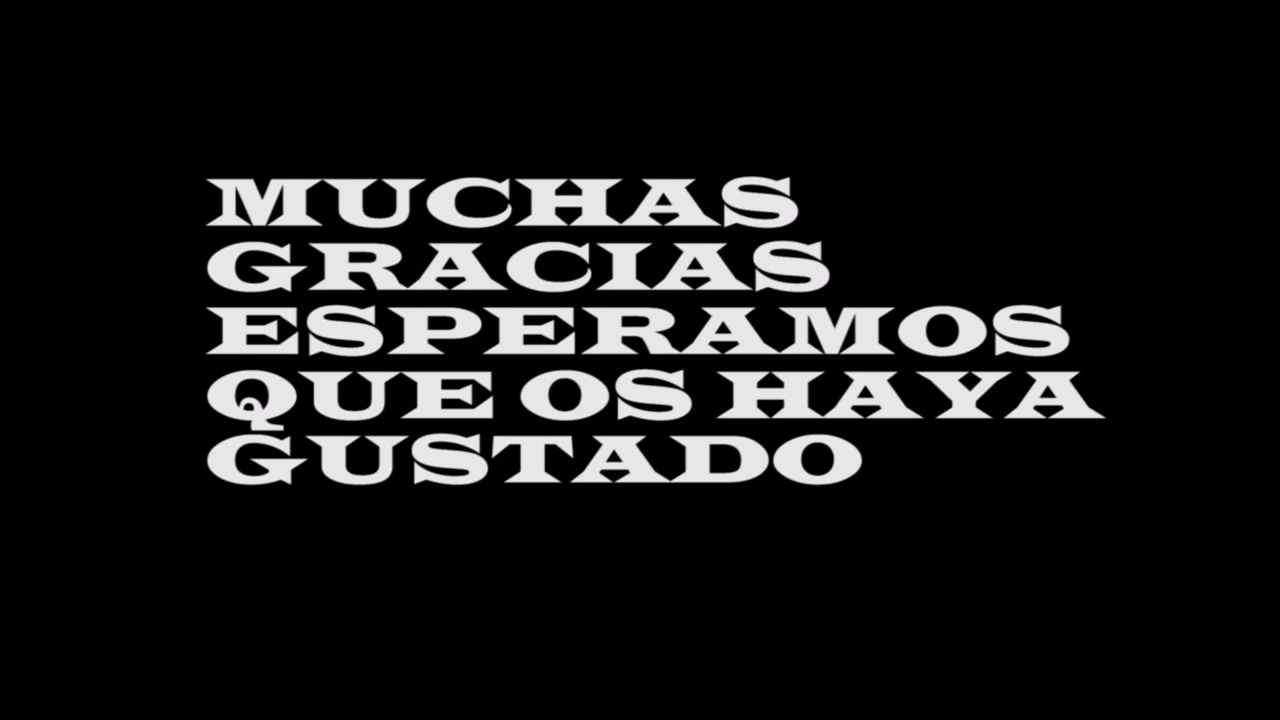 MUCHAS
GRACIAS
ESPERAMOS
QUE OS HAYA
GUSTADO